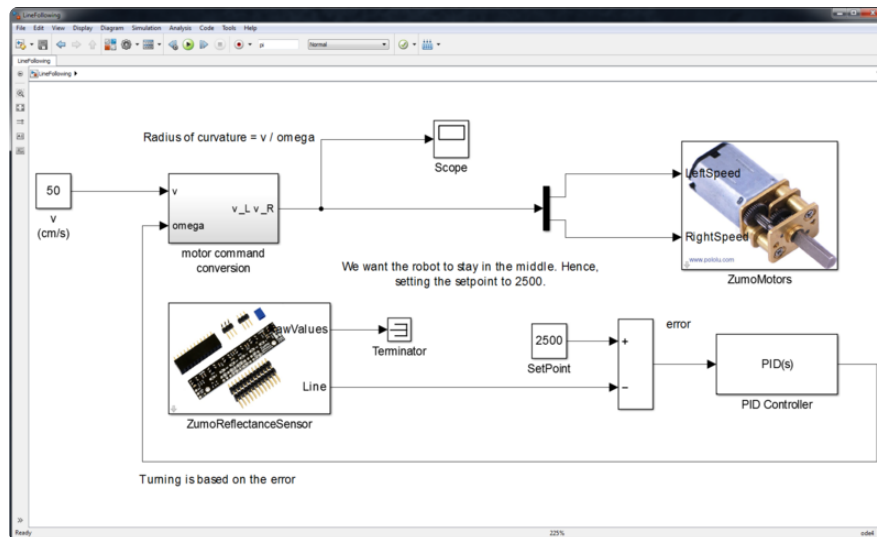 LineFollowing
File Edit View Display Diagram Simulation Analysis Code Tools Help
Normal
LineFollowing
LineFollowing
Radius of curvature = v / omega
Scope
50
v
(cm/s)
v
omega
v_L v_R
motor command
conversion
LeftSpeed
RightSpeed
www.pololu.com
ZumoMotors
We want the robot to stay in the middle. Hence,
setting the setpoint to 2500.
awValues
Line
ZumoReflectanceSensor
Terminator
2500
SetPoint
+
−
error
PID(s)
PID Controller
Turning is based on the error
Ready
225%
ode4